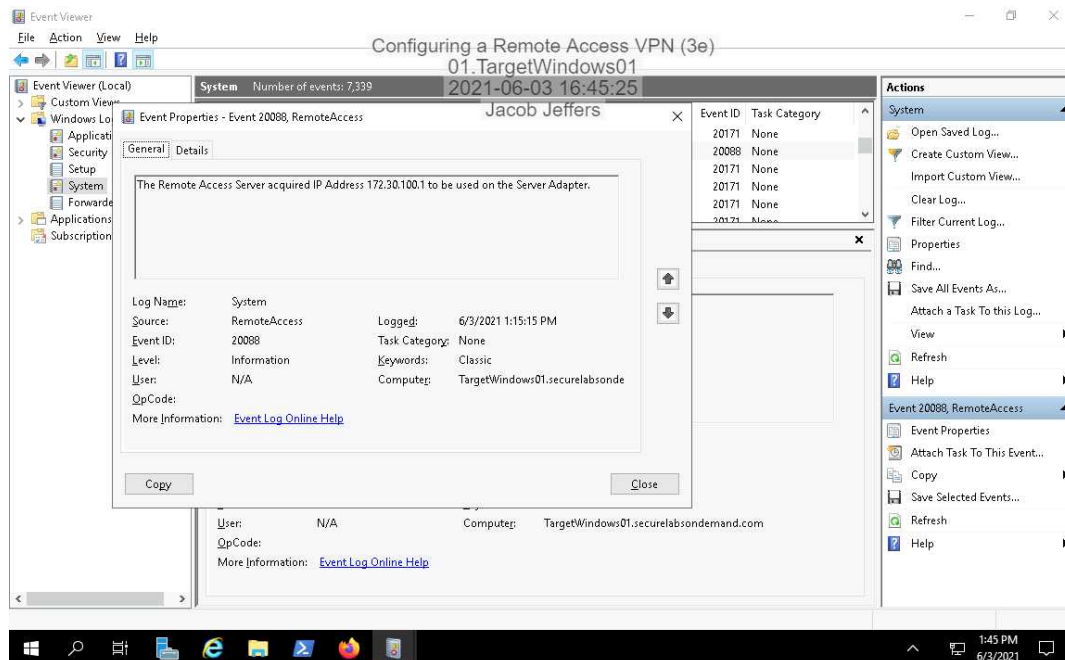 Event Viewer
File Action View Help
Configuring a Remote Access VPN (3e)
01.TargetWindows01
2021-06-03 16:45:25
Jacob Jeffers
Event Viewer (Local)
Custom Views
Windows Lo
Applicati
Security
Setup
System
Forwarde
Applications
Subscription
System Number of events: 7,339
Event ID Task Category
20171 None
20088 None
20171 None
20171 None
20171 None
20171 None
Event Properties - Event 20088, RemoteAccess
General Details
The Remote Access Server acquired IP Address 172.30.100.1 to be used on the Server Adapter.
Log Name: System
Source: RemoteAccess Logged: 6/3/2021 1:15:15 PM
Event ID: 20088 Task Category: None
Level: Information Keywords: Classic
User: N/A Computer: TargetWindows01.securelabsonde
OpCode:
More Information: Event Log Online Help
Copy Close
User: N/A Computer: TargetWindows01.securelabsondemand.com
OpCode:
More Information: Event Log Online Help
Actions
System
Open Saved Log...
Create Custom View...
Import Custom View...
Clear Log...
Filter Current Log...
Properties
Find...
Save All Events As...
Attach a Task To this Log...
View
Refresh
Help
Event 20088, RemoteAccess
Event Properties
Attach Task To This Event...
Copy
Save Selected Events...
Refresh
Help
1:45 PM
6/3/2021